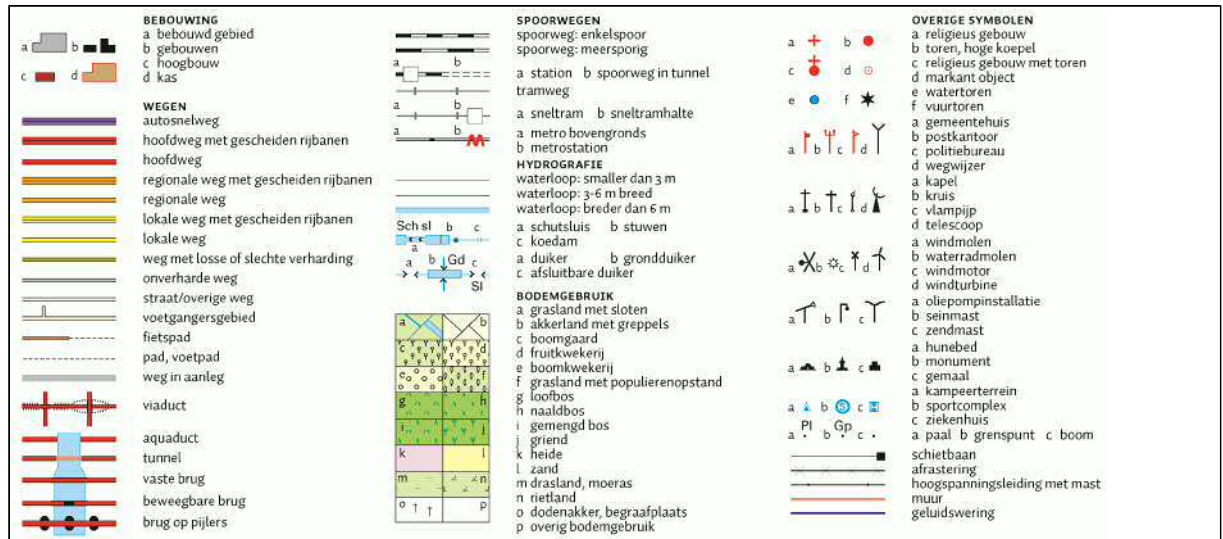 BEBOUWING
a bebouwd gebied
a b
b gebouwen
c hoogbouw
c d
d kas
WEGEN
autosnelweg
hoofdweg met gescheiden rijbanen
hoofdweg
regionale weg met gescheiden rijbanen
regionale weg
lokale weg met gescheiden rijbanen
lokale weg
weg met losse of slechte verharding
onverharde weg
straat/overige weg
voetgangersgebied
fietspad
pad, voetpad
weg in aanleg
viaduct
aquaduct
tunnel
vaste brug
beweegbare brug
brug op pijlers
SPOORWEGEN
spoorweg: enkelspoor
spoorweg: meersporig
a b
a station b spoorweg in tunnel
tramweg
a b
a sneltram b sneltramhalte
a b
a metro bovengronds
b metrostation
HYDROGRAFIE
waterloop: smaller dan 3 m
waterloop: 3-6 m breed
waterloop: breder dan 6 m
Sch sl b c
a
a schutsluis b stuwen
c koedam
a b Gd c
Sl
a duiker b grondduiker
c afsluitbare duiker
BODEMGEBRUIK
a b
c d
e f
g h
i j
k l
m n
o p
a grasland met sloten
b akkerland met greppels
c boomgaard
d fruitkwekerij
e boomkwekerij
f grasland met populierenopstand
g loofbos
h naaldbos
i gemengd bos
j griend
k heide
l zand
m drasland, moeras
n rietland
o dodenakker, begraafplaats
p overig bodemgebruik
OVERIGE SYMBOLEN
a b
c d
a religieus gebouw
b toren, hoge koepel
c religieus gebouw met toren
d markant object
e f
e watertoren
f vuurtoren
a b c d
a gemeentehuis
b postkantoor
c politiebureau
d wegwijzer
a b c d
a kapel
b kruis
c vlampijp
d telescoop
a b c d
a windmolen
b waterradmolen
c windmotor
d windturbine
a b c
a oliepompinstallatie
b seinmast
c zendmast
a b c
a hunebed
b monument
c gemaal
a b S c H
a kampeerterrein
b sportcomplex
c ziekenhuis
Pl Gp
a b c
a paal b grenspunt c boom
schietbaan
afrastering
hoogspanningsleiding met mast
muur
geluidswering